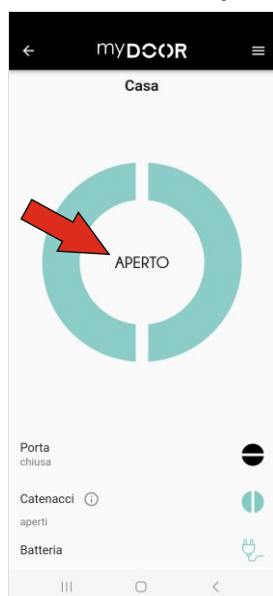 myDOOR
Casa
APERTO
Porta
chiusa
Catenacci
aperti
Batteria